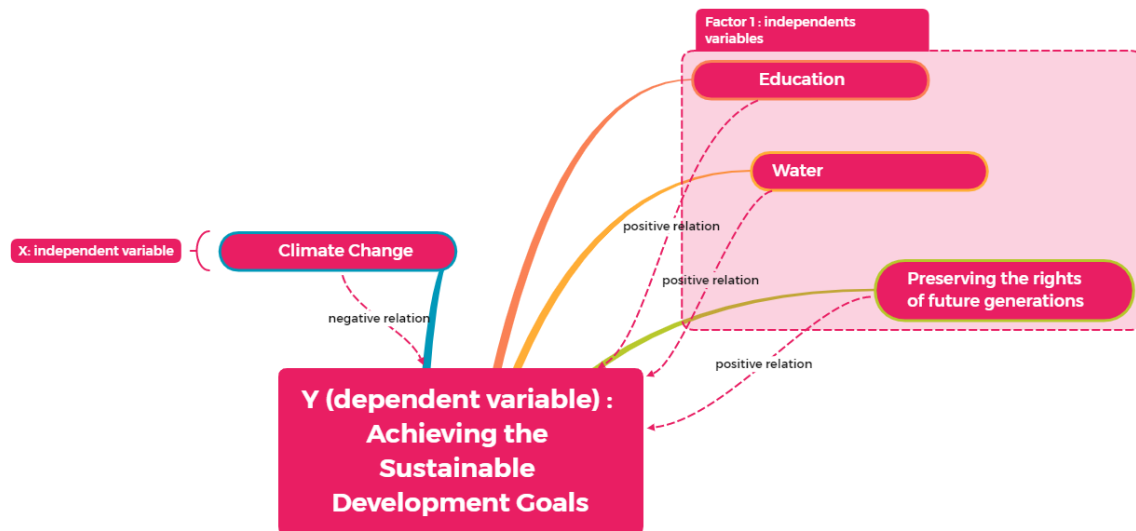 Factor 1 : independents
variables
Education
Water
positive relation
X: independent variable
Climate Change
positive relation
Preserving the rights
of future generations
negative relation
positive relation
Y (dependent variable) :
Achieving the
Sustainable
Development Goals